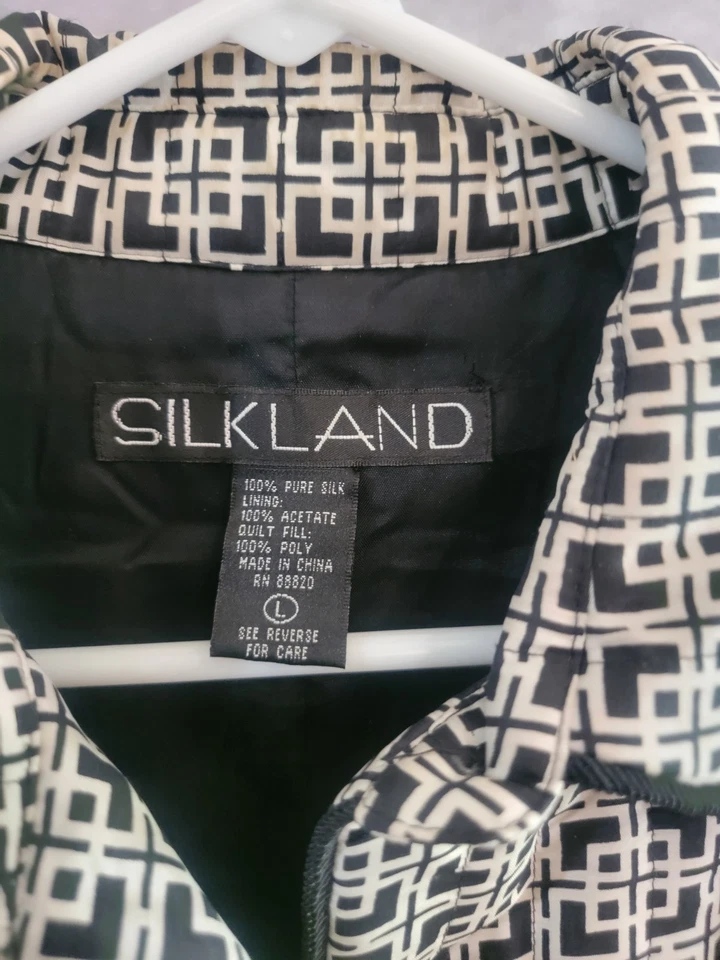 SILKLAND
100% PURE SILK
LINING:
100% ACETATE
QUILT FILL:
100% POLY
MADE IN CHINA
RN 88820
L
SEE REVERSE
FOR CARE